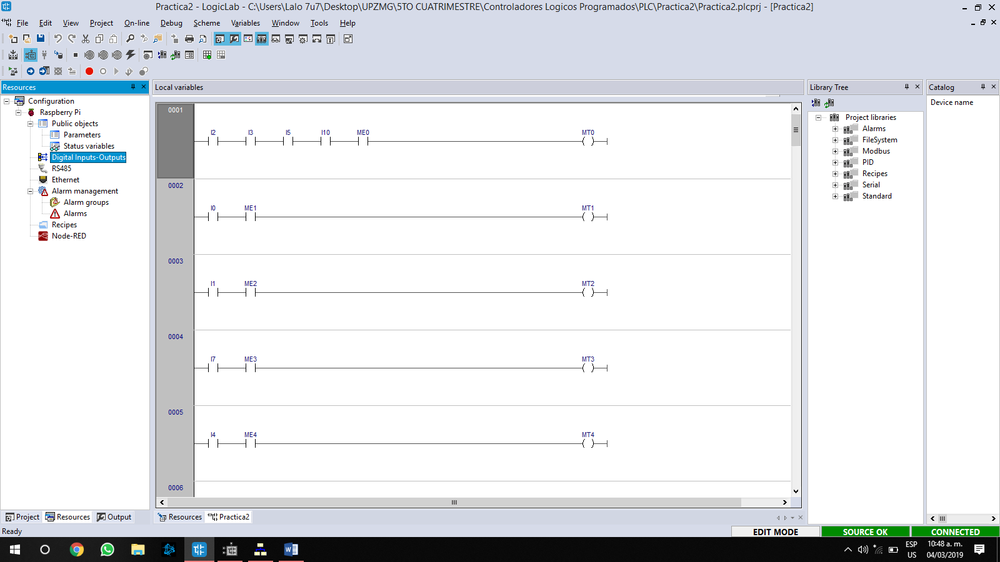 Practica2 - LogicLab - C:\Users\Lalo 7u7\Desktop\UPZMG\5TO CUATRIMESTRE\Controladores Logicos Programados\PLC\Practica2\Practica2.plcprj - [Practica2]
File Edit View Project On-line Debug Scheme Variables Window Tools Help
Resources
Configuration
Raspberry Pi
Public objects
Parameters
Status variables
Digital Inputs-Outputs
RS485
Ethernet
Alarm management
Alarm groups
Alarms
Recipes
Node-RED
Project Resources Output
Local variables
0001
I2 I3 I5 I10 ME0 MT0
0002
I0 ME1 MT1
0003
I1 ME2 MT2
0004
I7 ME3 MT3
0005
I4 ME4 MT4
0006
Resources Practica2
Library Tree
Project libraries
Alarms
FileSystem
Modbus
PID
Recipes
Serial
Standard
Catalog
Device name
Ready
EDIT MODE SOURCE OK CONNECTED
ESP
US
10:48 a. m.
04/03/2019